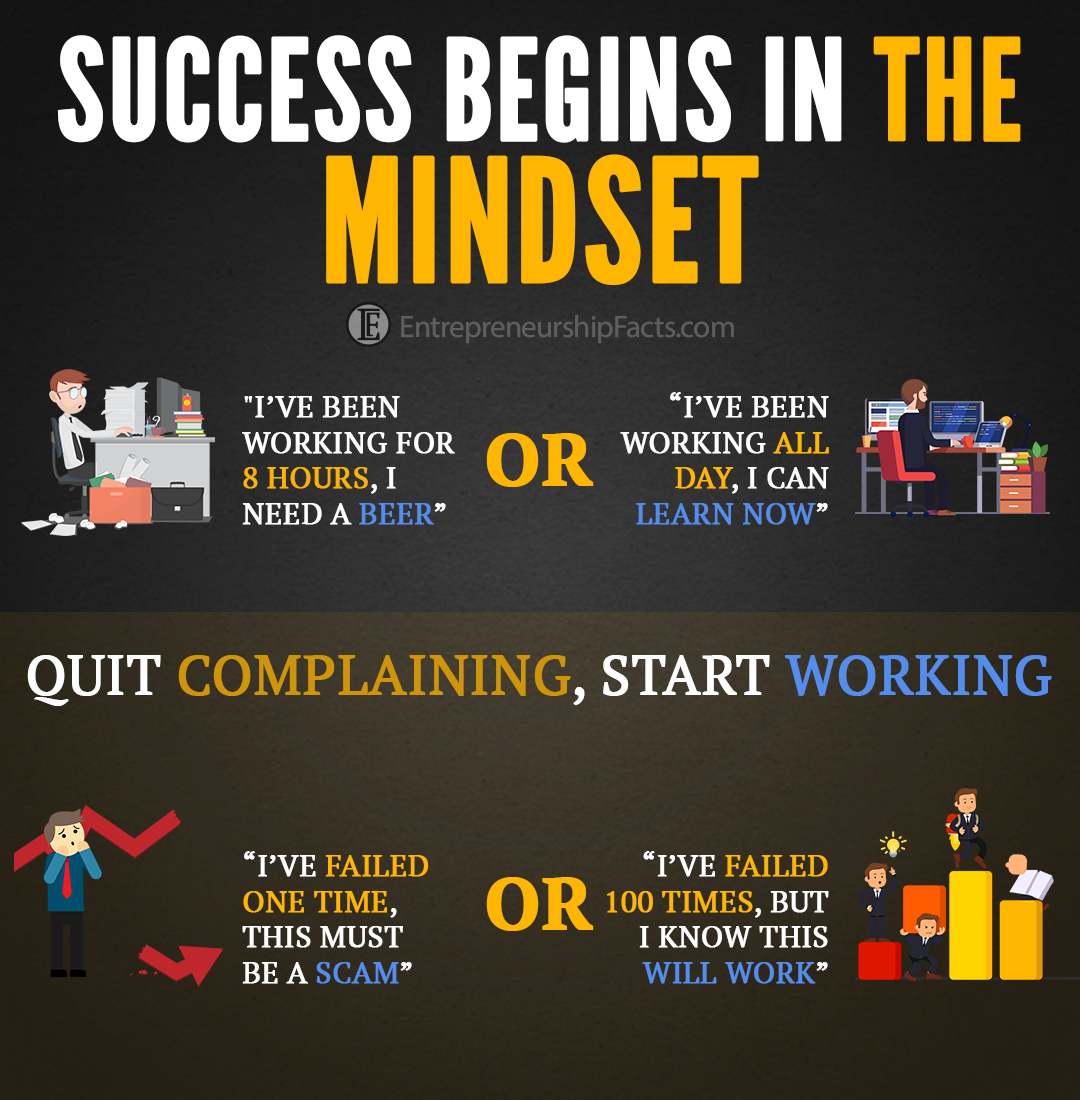 SUCCESS BEGINS IN THE
MINDSET
EntrepreneurshipFacts.com
"I’VE BEEN
WORKING FOR
8 HOURS, I
NEED A BEER”
OR
“I’VE BEEN
WORKING ALL
DAY, I CAN
LEARN NOW”
QUIT COMPLAINING, START WORKING
“I’VE FAILED
ONE TIME,
THIS MUST
BE A SCAM”
OR
“I’VE FAILED
100 TIMES, BUT
I KNOW THIS
WILL WORK”